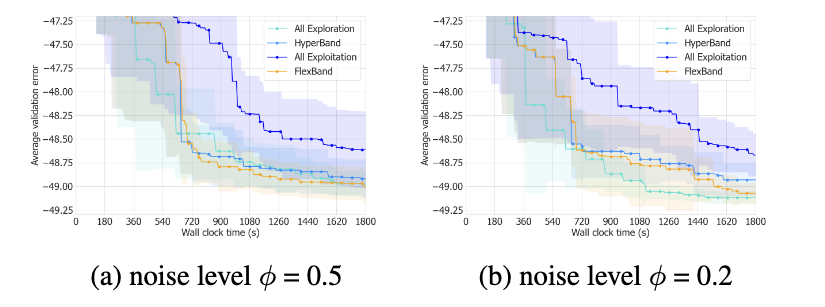 −47.25
−47.50
−47.75
−48.00
−48.25
−48.50
−48.75
−49.00
−49.25
Average validation error
0 180 360 540 720 900 1080 1260 1440 1620 1800
Wall clock time (s)
All Exploration
HyperBand
All Exploitation
FlexBand
(a) noise level ϕ = 0.5
−47.25
−47.50
−47.75
−48.00
−48.25
−48.50
−48.75
−49.00
−49.25
Average validation error
0 180 360 540 720 900 1080 1260 1440 1620 1800
Wall clock time (s)
All Exploration
HyperBand
All Exploitation
FlexBand
(b) noise level ϕ = 0.2